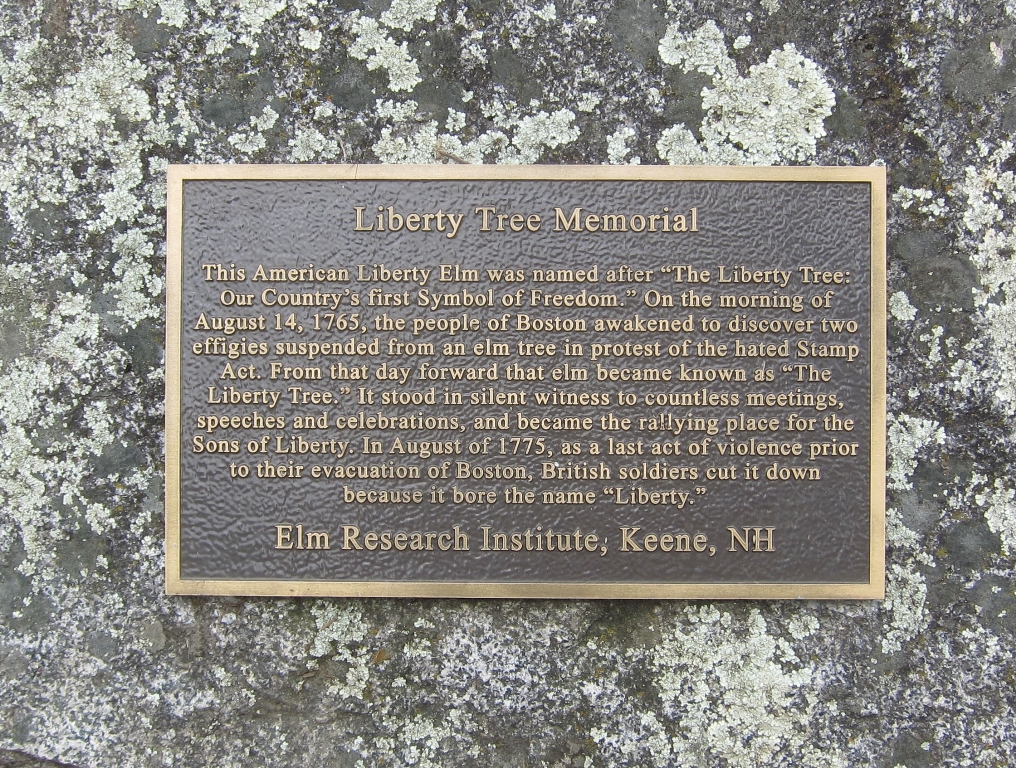 Liberty Tree Memorial
This American Liberty Elm was named after “The Liberty Tree:
Our Country’s first Symbol of Freedom.” On the morning of
August 14, 1765, the people of Boston awakened to discover two
effigies suspended from an elm tree in protest of the hated Stamp
Act. From that day forward that elm became known as “The
Liberty Tree.” It stood in silent witness to countless meetings,
speeches and celebrations, and became the rallying place for the
Sons of Liberty. In August of 1775, as a last act of violence prior
to their evacuation of Boston, British soldiers cut it down
because it bore the name “Liberty.”
Elm Research Institute, Keene, NH